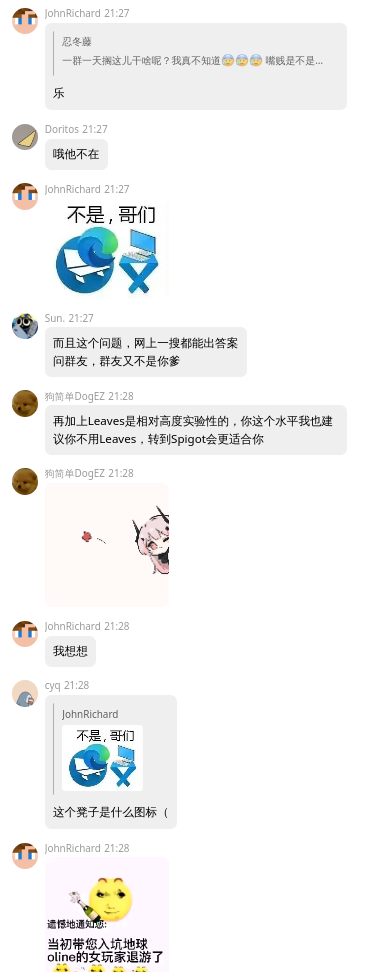 JohnRichard 21:27
忍冬藤
一群一天搁这儿干啥呢？我真不知道😨😨😨 嘴贱是不是...
乐
Doritos 21:27
哦他不在
JohnRichard 21:27
不是，哥们
Sun. 21:27
而且这个问题，网上一搜都能出答案
问群友，群友又不是你爹
狗简单DogEZ 21:28
再加上Leaves是相对高度实验性的，你这个水平我也建
议你不用Leaves，转到Spigot会更适合你
狗简单DogEZ 21:28
JohnRichard 21:28
我想想
cyq 21:28
JohnRichard
不是，哥们
这个凳子是什么图标（
JohnRichard 21:28
遗憾地通知您:
当初带您入坑地球
oline的女玩家退游了